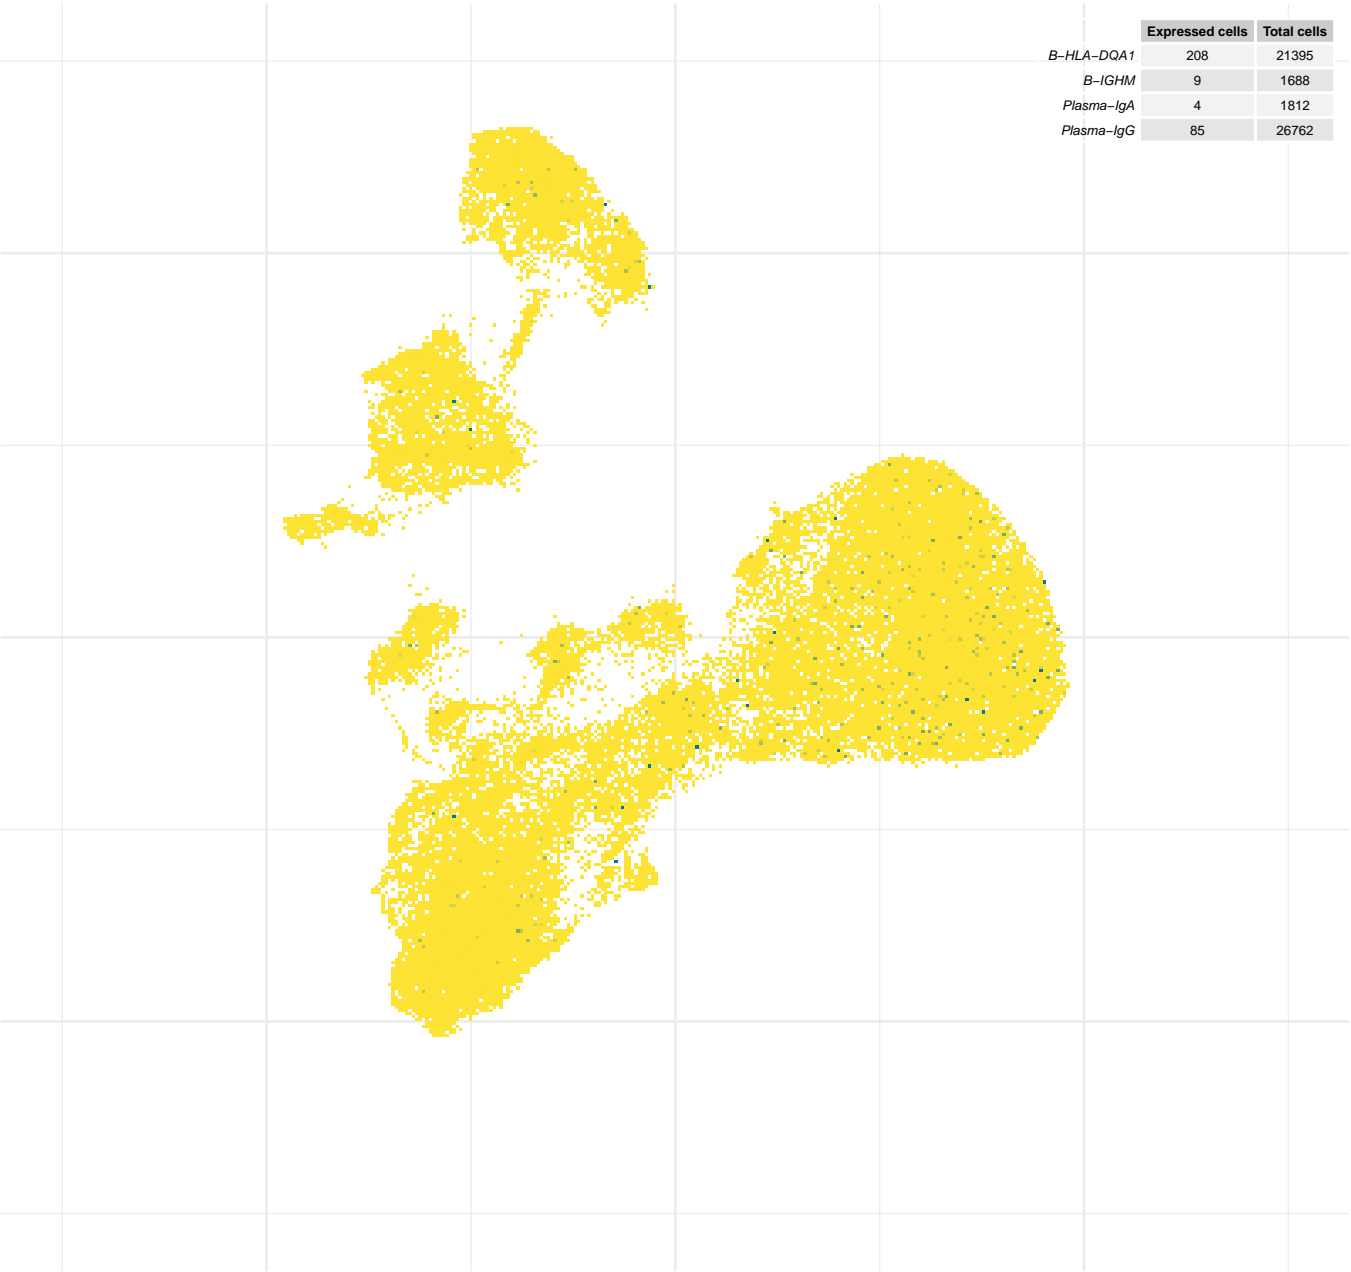 Expressed cells Total cells
B−HLA−DQA1 208 21395
B−IGHM 9 1688
Plasma−IgA 4 1812
Plasma−IgG 85 26762